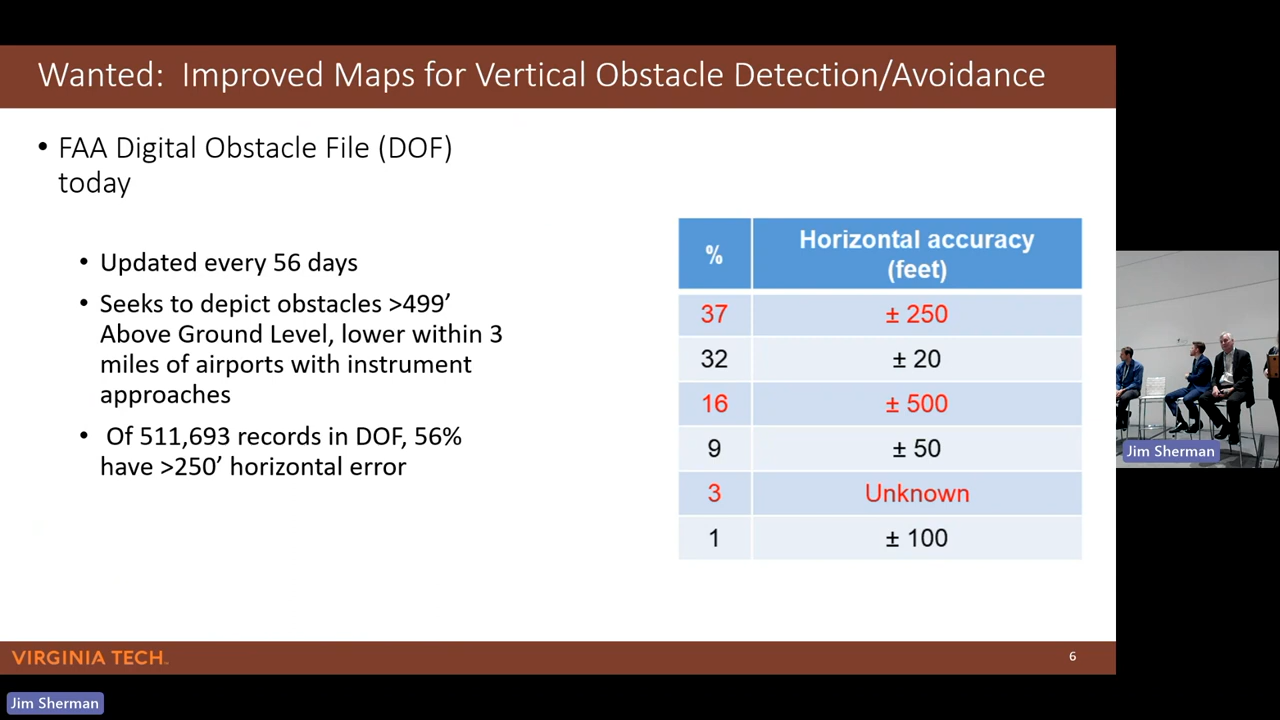 Wanted: Improved Maps for Vertical Obstacle Detection/Avoidance
• FAA Digital Obstacle File (DOF)
today
• Updated every 56 days
• Seeks to depict obstacles >499’
Above Ground Level, lower within 3
miles of airports with instrument
approaches
• Of 511,693 records in DOF, 56%
have >250’ horizontal error
% Horizontal accuracy
(feet)
37 ± 250
32 ± 20
16 ± 500
9 ± 50
3 Unknown
1 ± 100
Jim Sherman
VIRGINIA TECH
6
Jim Sherman